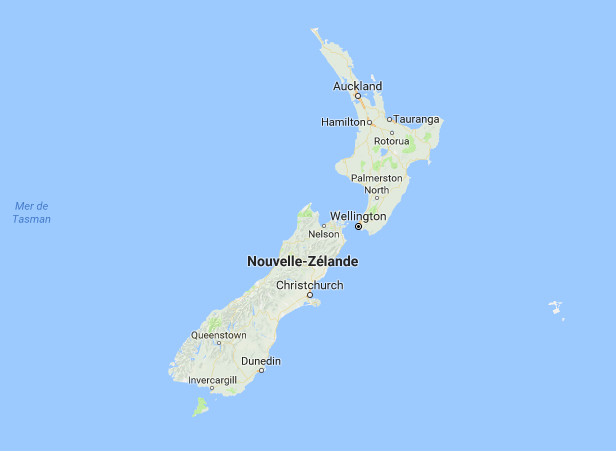 Auckland
Hamilton
Tauranga
Rotorua
Palmerston
North
Mer de
Tasman
Wellington
Nelson
Nouvelle-Zélande
Christchurch
Queenstown
Dunedin
Invercargill